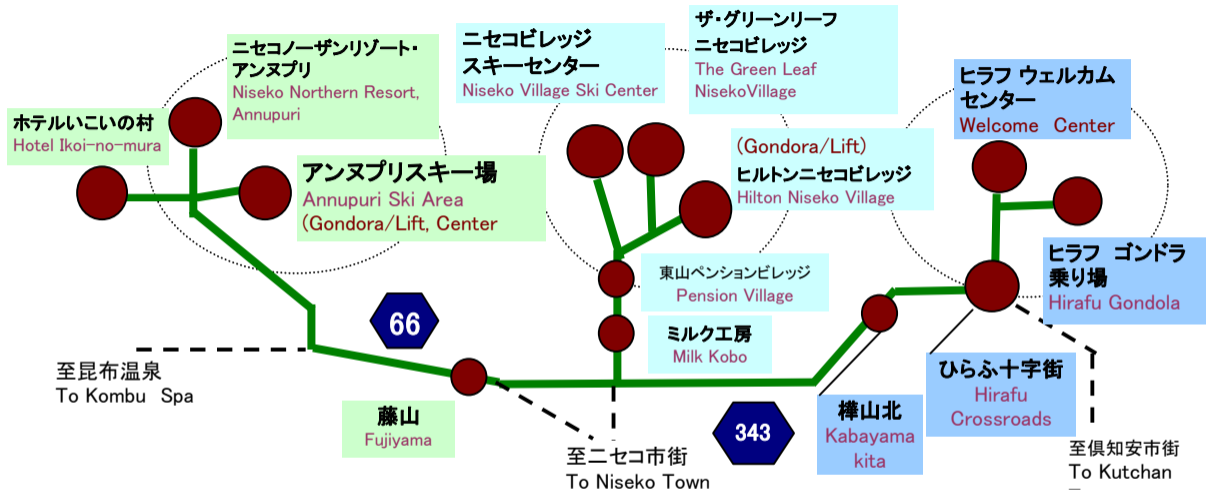 ホテルいこいの村
Hotel Ikoi-no-mura
ニセコノーザンリゾート・
アンヌプリ
Niseko Northern Resort,
Annupuri
アンヌプリスキー場
Annupuri Ski Area
(Gondora/Lift, Center
ニセコビレッジ
スキーセンター
Niseko Village Ski Center
ザ・グリーンリーフ
ニセコビレッジ
The Green Leaf
NisekoVillage
(Gondora/Lift)
ヒルトンニセコビレッジ
Hilton Niseko Village
ヒラフ ウェルカム
センター
Welcome Center
ヒラフ ゴンドラ
乗り場
Hirafu Gondola
東山ペンションビレッジ
Pension Village
ミルク工房
Milk Kobo
66
343
至昆布温泉
To Kombu Spa
藤山
Fujiyama
至ニセコ市街
To Niseko Town
樺山北
Kabayama
kita
ひらふ十字街
Hirafu
Crossroads
至倶知安市街
To Kutchan